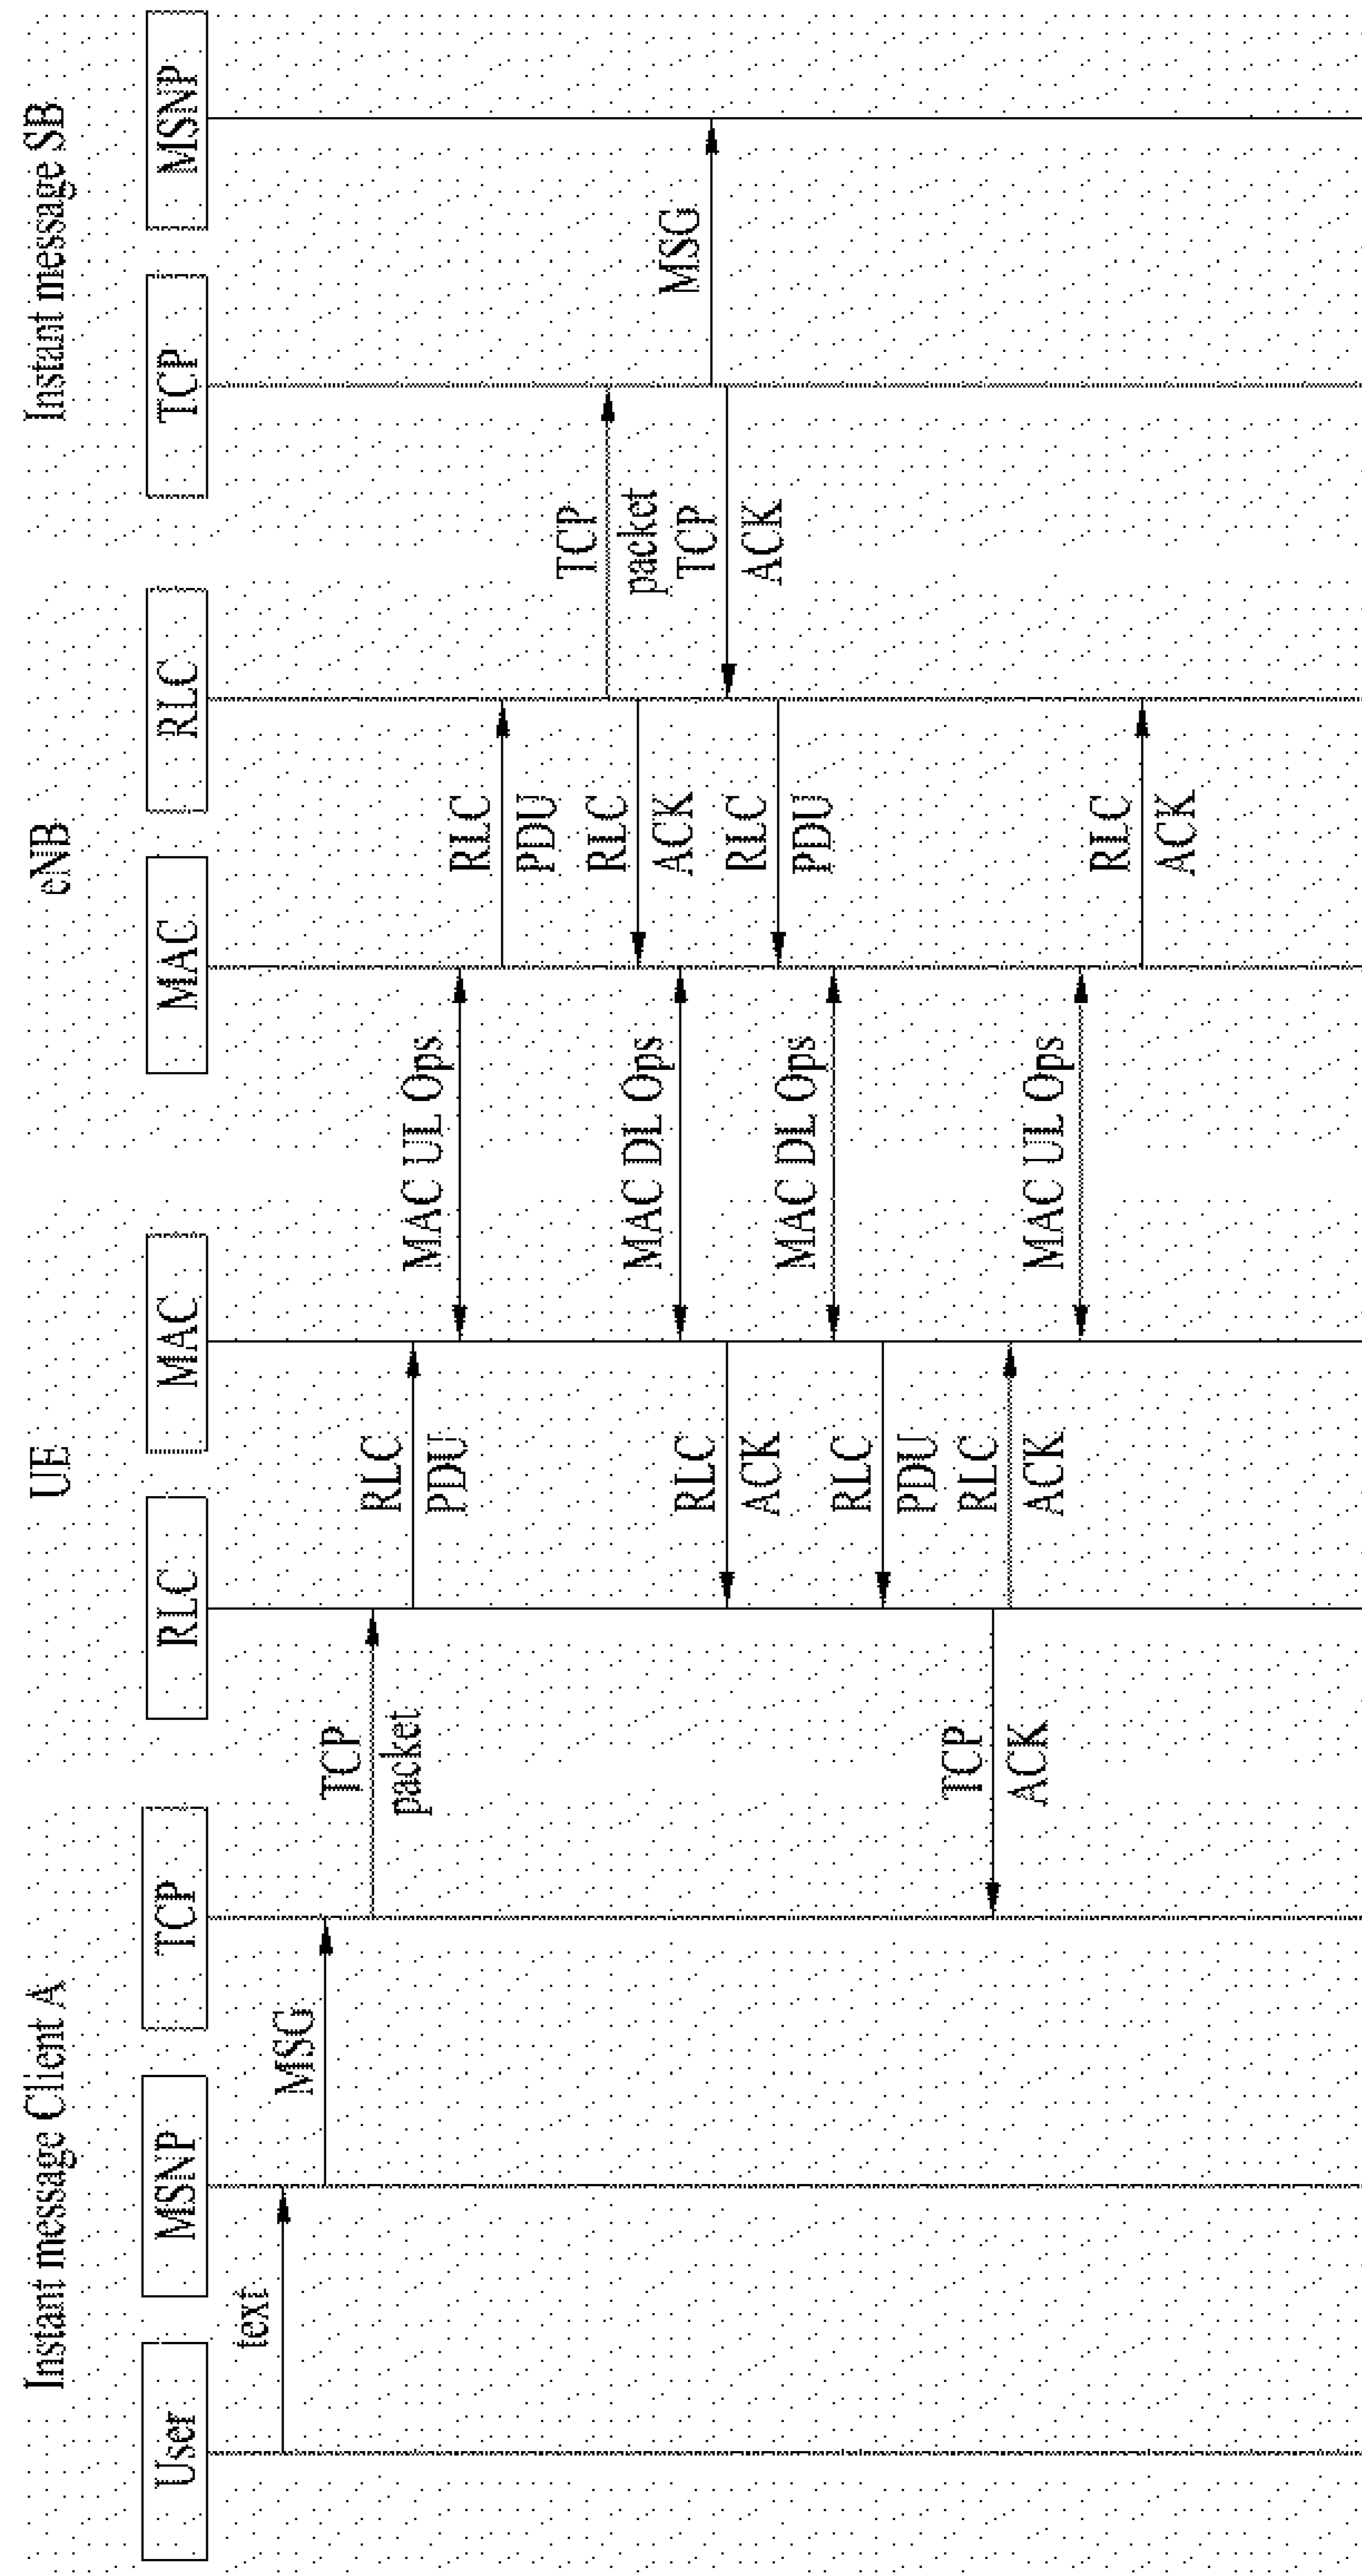 Instant message Client A
UE
eNB
Instant message SB
User
MSNP
TCP
RLC
MAC
MAC
RLC
TCP
MSNP
text
MSG
TCP
packet
RLC
PDU
MAC UL Ops
RLC
PDU
TCP
packet
RLC
ACK
MAC DL Ops
MSG
TCP
ACK
RLC
ACK
RLC
PDU
MAC DL Ops
RLC
PDU
TCP
ACK
RLC
ACK
MAC UL Ops
RLC
ACK